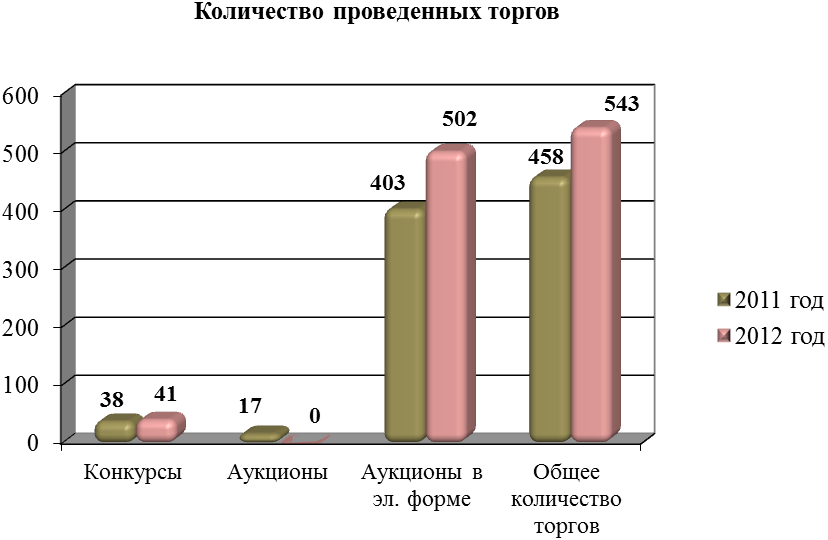 Количество проведенных торгов
600
500
400
300
200
100
0
38
41
17
0
403
502
458
543
Конкурсы
Аукционы
Аукционы в
эл. форме
Общее
количество
торгов
2011 год
2012 год